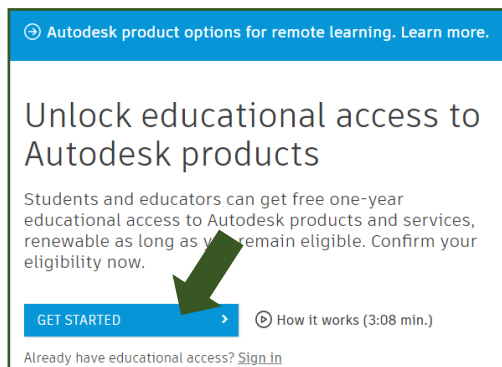 Autodesk product options for remote learning. Learn more.
Unlock educational access to
Autodesk products
Students and educators can get free one-year
educational access to Autodesk products and services,
renewable as long as remain eligible. Confirm your
eligibility now.
GET STARTED
How it works (3:08 min.)
Already have educational access? Sign in